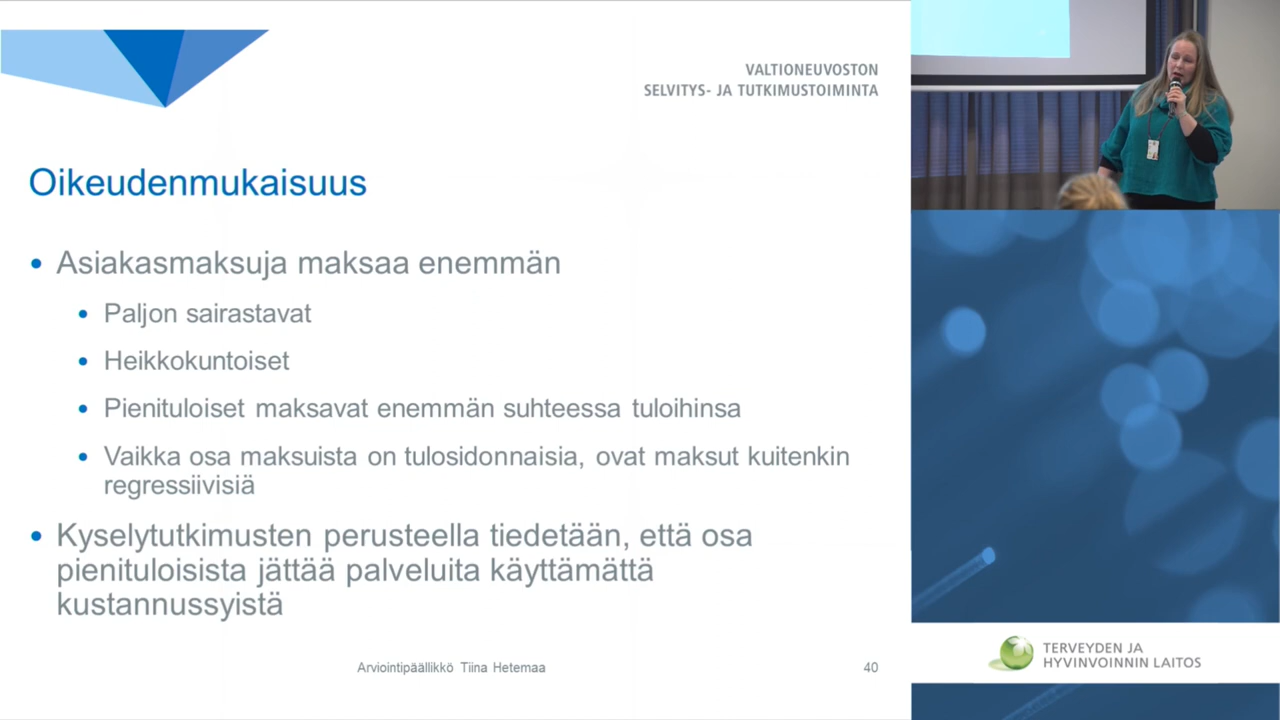 VALTIONEUVOSTON
SELVITYS- JA TUTKIMUSTOIMINTA
Oikeudenmukaisuus
• Asiakasmaksuja maksaa enemmän
• Paljon sairastavat
• Heikkokuntoiset
• Pienituloiset maksavat enemmän suhteessa tuloihinsa
• Vaikka osa maksuista on tulosidonnaisia, ovat maksut kuitenkin
regressiivisiä
• Kyselytutkimusten perusteella tiedetään, että osa
pienituloisista jättää palveluita käyttämättä
kustannussyistä
Arviointipäällikkö Tiina Hetemaa
40
TERVEYDEN JA
HYVINVOINNIN LAITOS